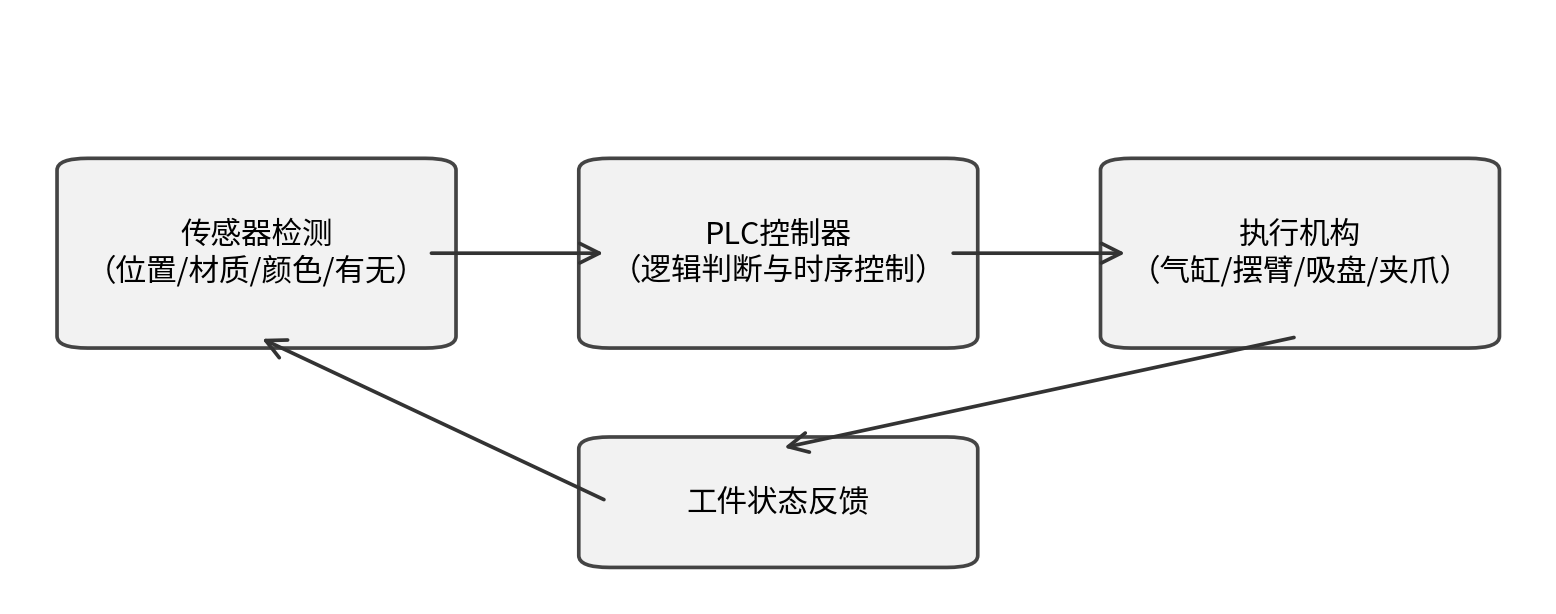 传感器检测
（位置/材质/颜色/有无）
PLC控制器
（逻辑判断与时序控制）
执行机构
（气缸/摆臂/吸盘/夹爪）
工件状态反馈